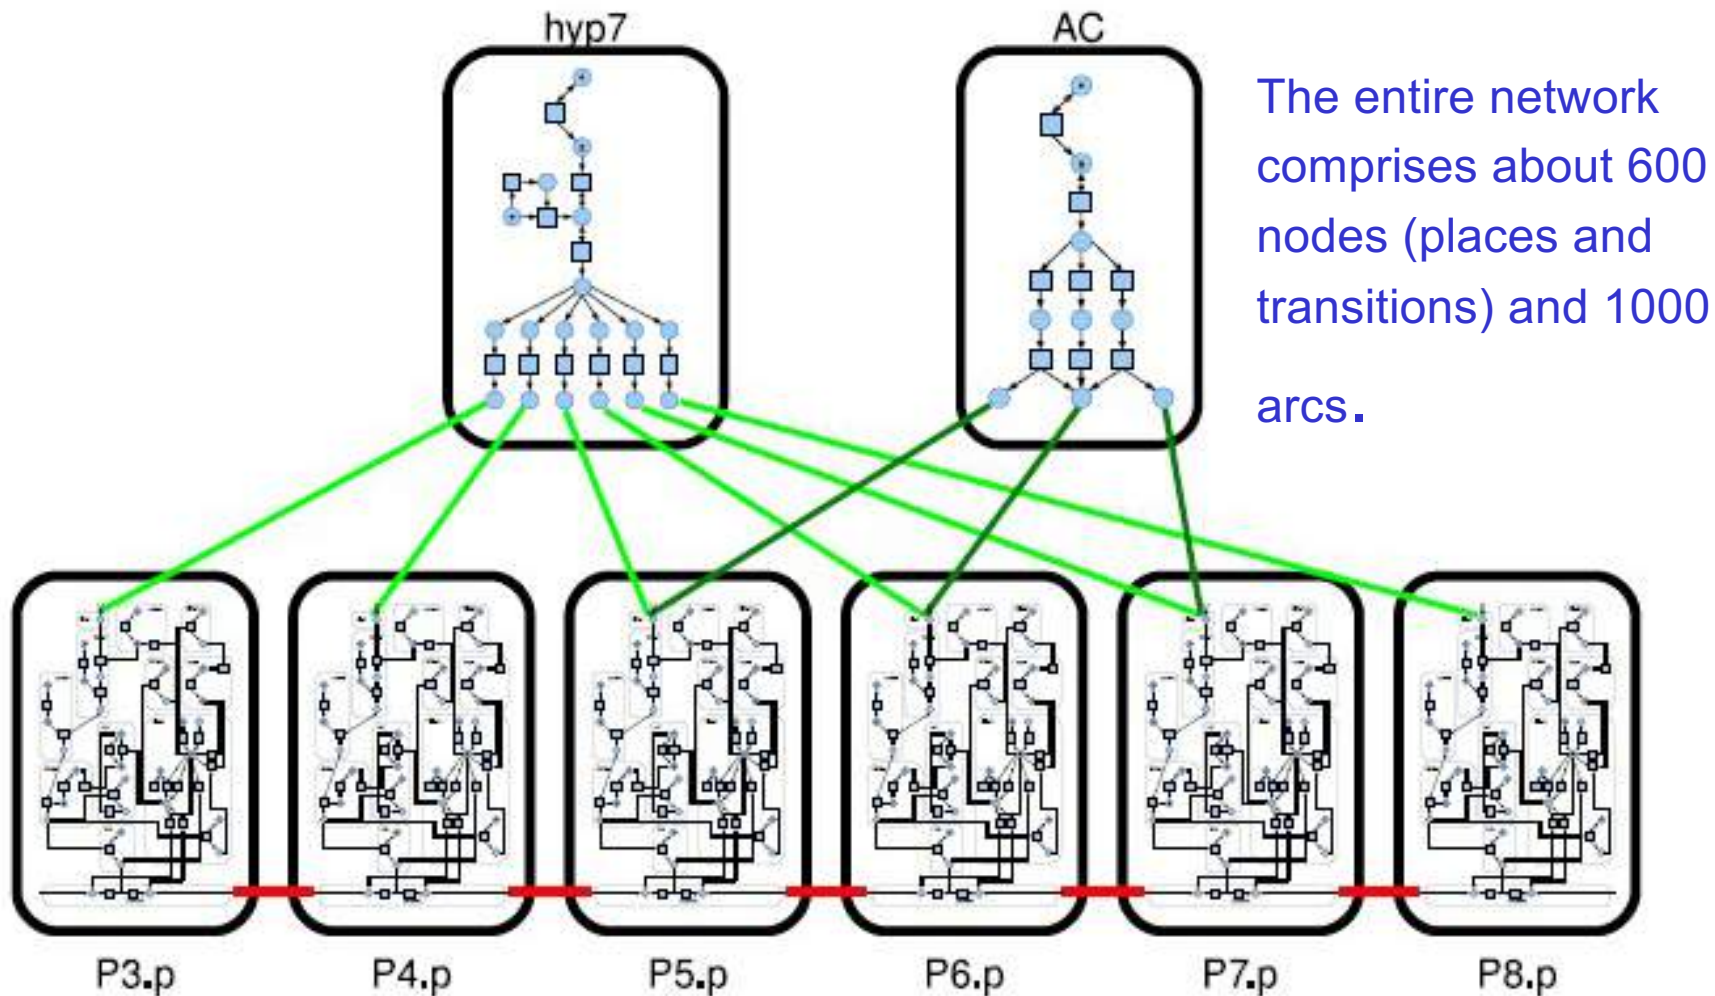 hyp7
AC
The entire network
comprises about 600
nodes (places and
transitions) and 1000
arcs.
P3.p
P4.p
P5.p
P6.p
P7.p
P8.p